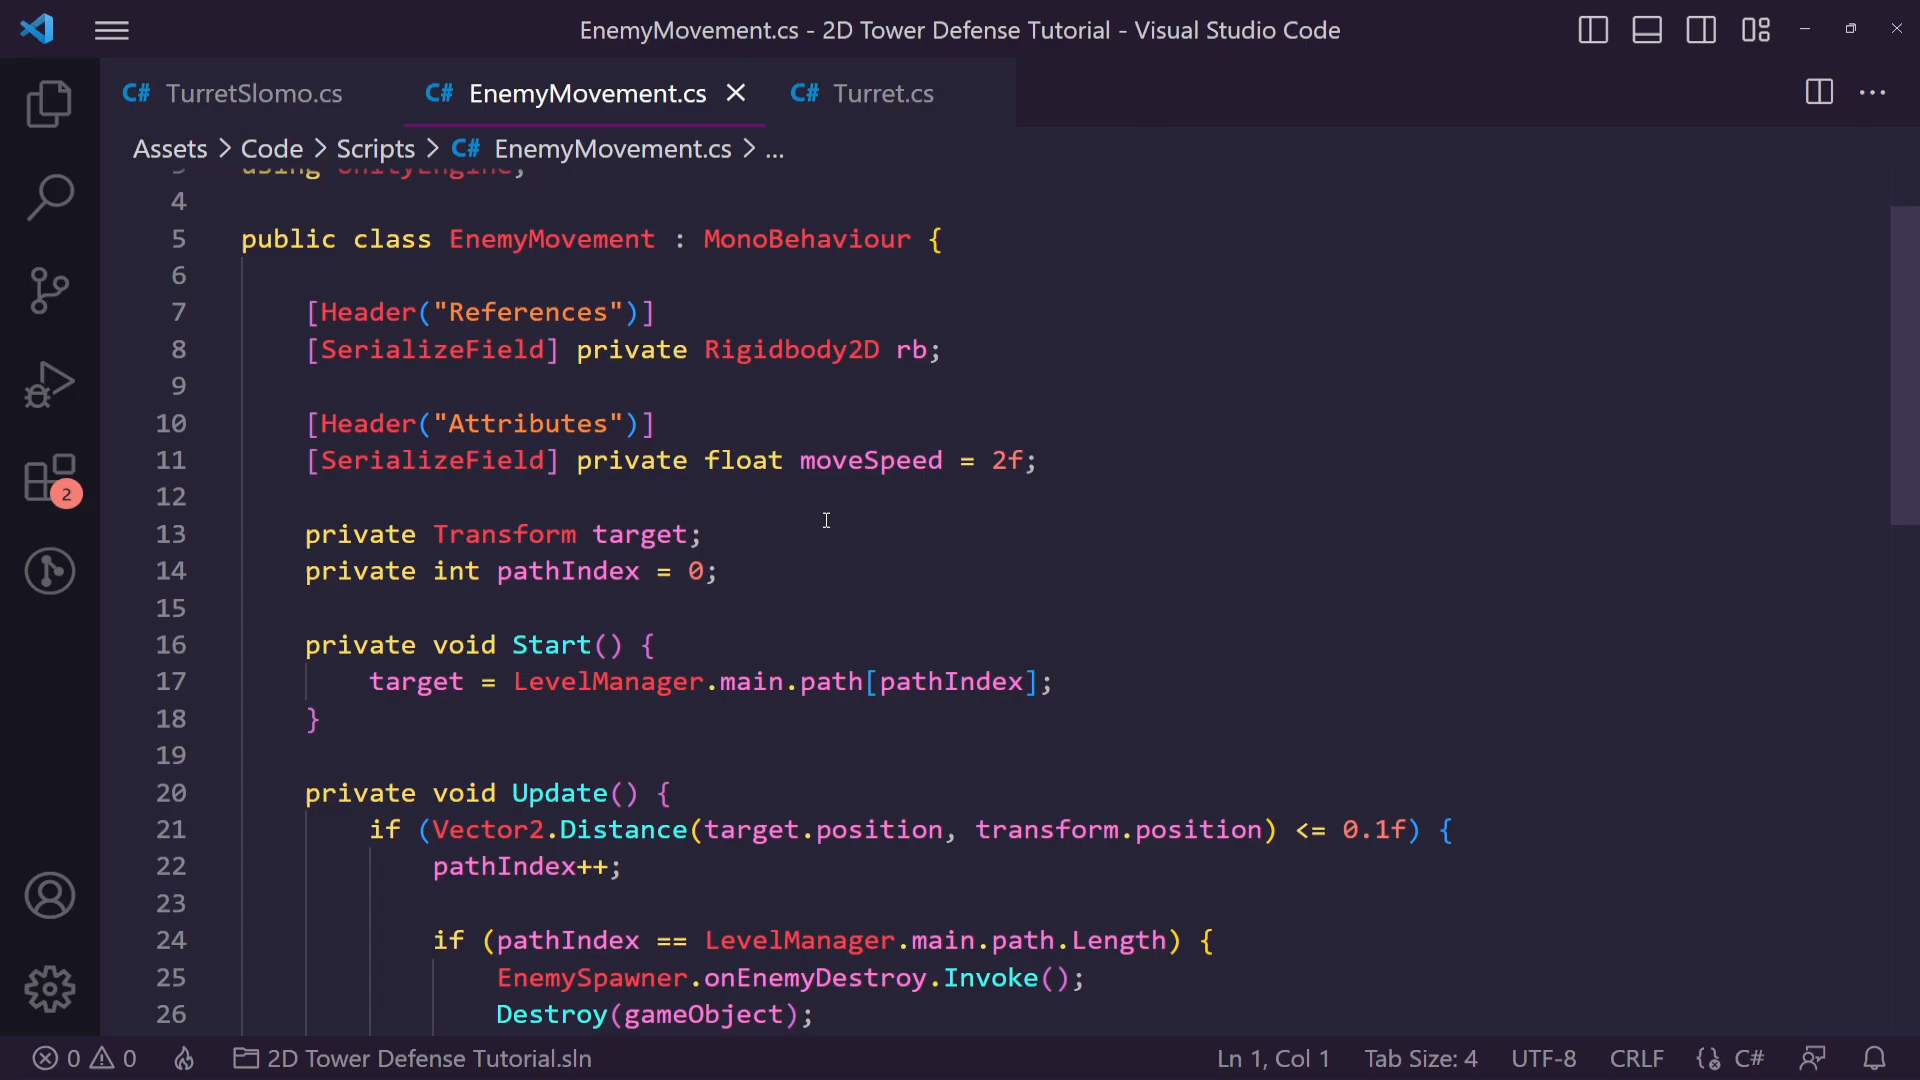 EnemyMovement.cs - 2D Tower Defense Tutorial - Visual Studio Code
C# TurretSlomo.cs
C# EnemyMovement.cs
C# Turret.cs
Assets > Code > Scripts > C# EnemyMovement.cs > ...
using UnityEngine;
4
5 public class EnemyMovement : MonoBehaviour {
6
7 [Header("References")]
8 [SerializeField] private Rigidbody2D rb;
9
10 [Header("Attributes")]
11 [SerializeField] private float moveSpeed = 2f;
12
13 private Transform target;
14 private int pathIndex = 0;
15
16 private void Start() {
17 target = LevelManager.main.path[pathIndex];
18 }
19
20 private void Update() {
21 if (Vector2.Distance(target.position, transform.position) <= 0.1f) {
22 pathIndex++;
23
24 if (pathIndex == LevelManager.main.path.Length) {
25 EnemySpawner.onEnemyDestroy.Invoke();
26 Destroy(gameObject);
2
0 0 2D Tower Defense Tutorial.sln Ln 1, Col 1 Tab Size: 4 UTF-8 CRLF C#